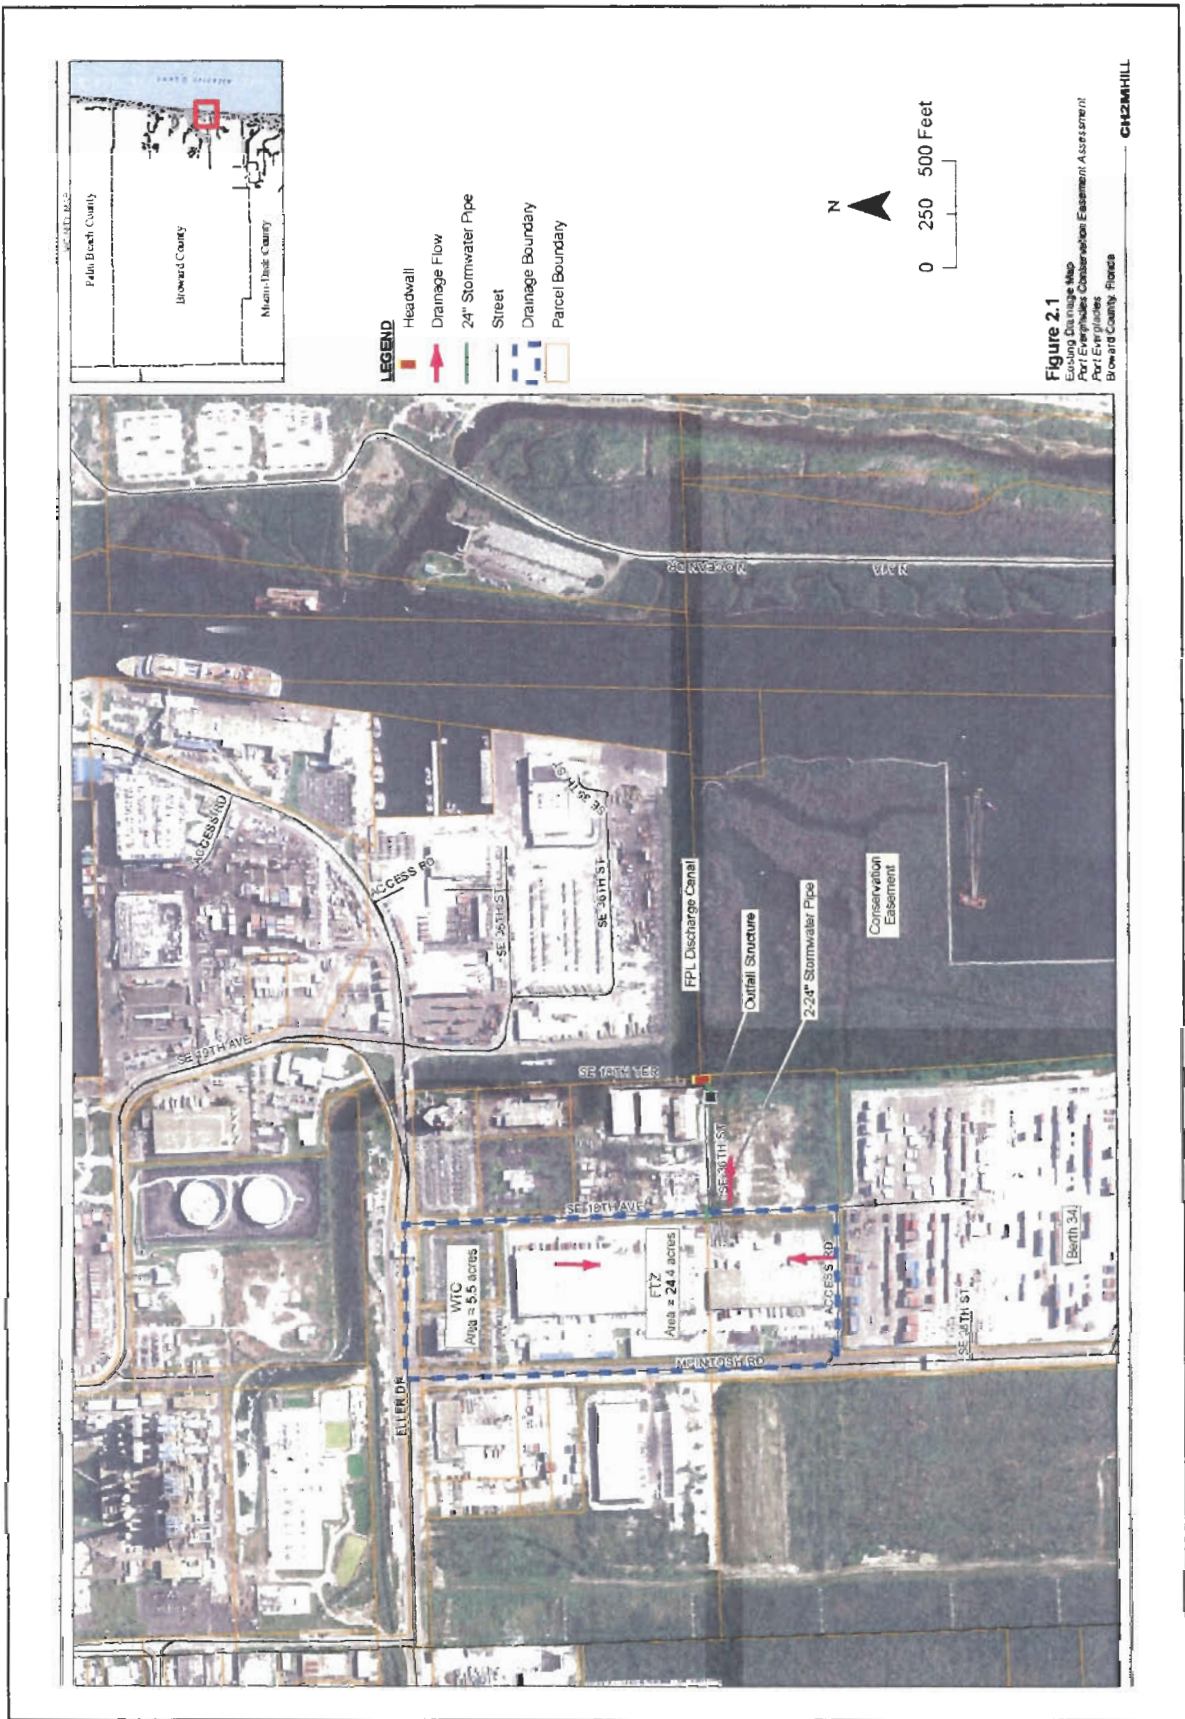 VICINITY MAP
Palm Beach County
Broward County
Miami-Dade County
LEGEND
Headwall
Drainage Flow
24" Stormwater Pipe
Street
Drainage Boundary
Parcel Boundary
N
0 250 500 Feet
Figure 2.1
Existing Drainage Map
Port Everglades Conservation Easement Assessment
Port Everglades
Broward County, Florida
CH2MHILL
ACCESS RD
ACCESS RD
SE 19TH AVE
SE 35TH ST
SE 36TH ST
SE 35TH ST
N OCEAN DR
N A1A
FPL Discharge Canal
Outfall Structure
2-24" Stormwater Pipe
Conservation
Easement
SE 18TH TER
SE 36TH ST
SE 19TH AVE
ELLER DR
WTC
Area = 5.5 acres
FTZ
Area = 24.4 acres
MCINTOSH RD
ACCESS RD
Berth 34